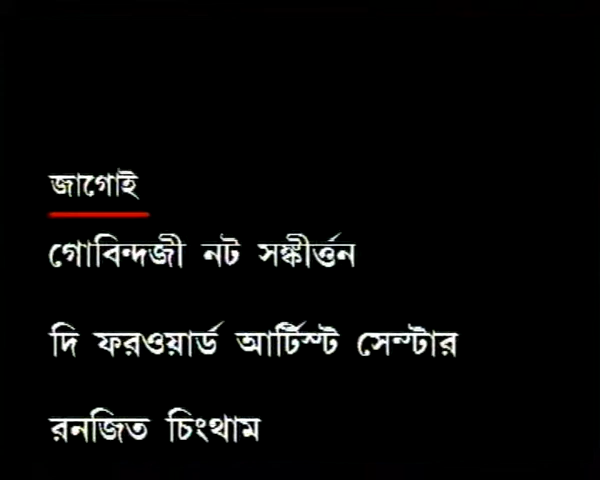 জাগোই
গোবিন্দজী নট সঙ্কীর্ত্তন
দি ফরওয়ার্ড আর্টিস্ট সেন্টার
রনজিত চিংথাম